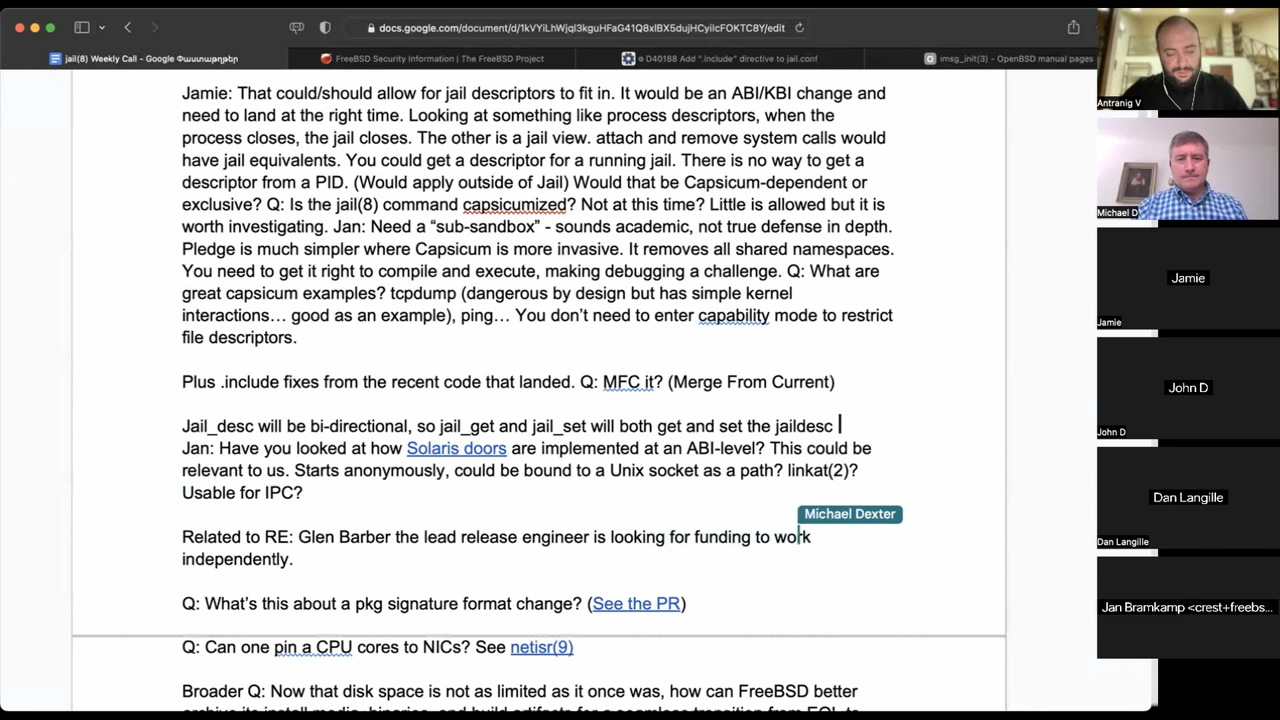 docs.google.com/document/d/1kVYiLhWjql3kguHFaG41Q8xlBX5dujHCyiIcFOKTC8Y/edit
jail(8) Weekly Call - Google Փաստաթղթեր
FreeBSD Security Information | The FreeBSD Project
D40188 Add ".include" directive to jail.conf
imsg_init(3) - OpenBSD manual pages
Jamie: That could/should allow for jail descriptors to fit in. It would be an ABI/KBI change and
need to land at the right time. Looking at something like process descriptors, when the
process closes, the jail closes. The other is a jail view. attach and remove system calls would
have jail equivalents. You could get a descriptor for a running jail. There is no way to get a
descriptor from a PID. (Would apply outside of Jail) Would that be Capsicum-dependent or
exclusive? Q: Is the jail(8) command capsicumized? Not at this time? Little is allowed but it is
worth investigating. Jan: Need a “sub-sandbox” - sounds academic, not true defense in depth.
Pledge is much simpler where Capsicum is more invasive. It removes all shared namespaces.
You need to get it right to compile and execute, making debugging a challenge. Q: What are
great capsicum examples? tcpdump (dangerous by design but has simple kernel
interactions… good as an example), ping… You don’t need to enter capability mode to restrict
file descriptors.
Plus .include fixes from the recent code that landed. Q: MFC it? (Merge From Current)
Jail_desc will be bi-directional, so jail_get and jail_set will both get and set the jaildesc
Jan: Have you looked at how Solaris doors are implemented at an ABI-level? This could be
relevant to us. Starts anonymously, could be bound to a Unix socket as a path? linkat(2)?
Usable for IPC?
Michael Dexter
Related to RE: Glen Barber the lead release engineer is looking for funding to work
independently.
Q: What’s this about a pkg signature format change? (See the PR)
Q: Can one pin a CPU cores to NICs? See netisr(9)
Broader Q: Now that disk space is not as limited as it once was, how can FreeBSD better
archive its install media, binaries, and build artifacts for a seamless transition from EOL to
Antranig V
Michael D
Jamie
Jamie
John D
John D
Dan Langille
Dan Langille
Jan Bramkamp <crest+freebs...